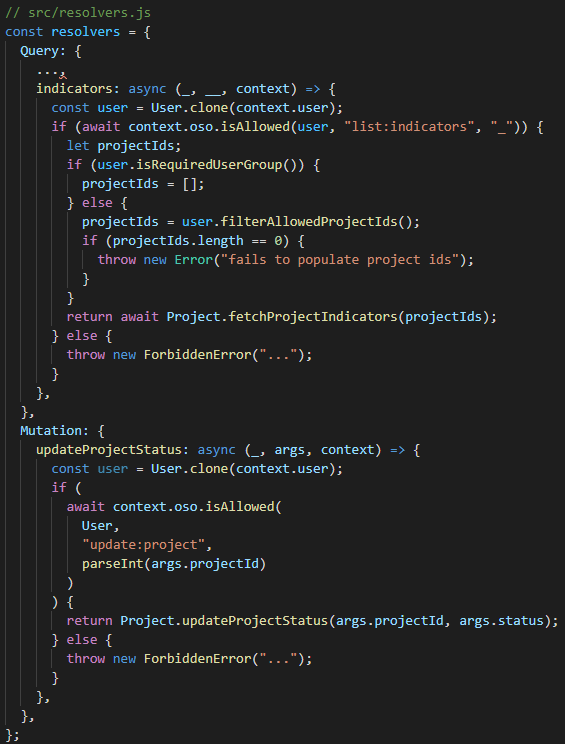 // src/resolvers.js
const resolvers = {
  Query: {
    ...,
    indicators: async (_, __, context) => {
      const user = User.clone(context.user);
      if (await context.oso.isAllowed(user, "list:indicators", "_")) {
        let projectIds;
        if (user.isRequiredUserGroup()) {
          projectIds = [];
        } else {
          projectIds = user.filterAllowedProjectIds();
          if (projectIds.length == 0) {
            throw new Error("fails to populate project ids");
          }
        }
        return await Project.fetchProjectIndicators(projectIds);
      } else {
        throw new ForbiddenError("...");
      }
    },
  },
  Mutation: {
    updateProjectStatus: async (_, args, context) => {
      const user = User.clone(context.user);
      if (
        await context.oso.isAllowed(
          User,
          "update:project",
          parseInt(args.projectId)
        )
      ) {
        return Project.updateProjectStatus(args.projectId, args.status);
      } else {
        throw new ForbiddenError("...");
      }
    },
  },
};